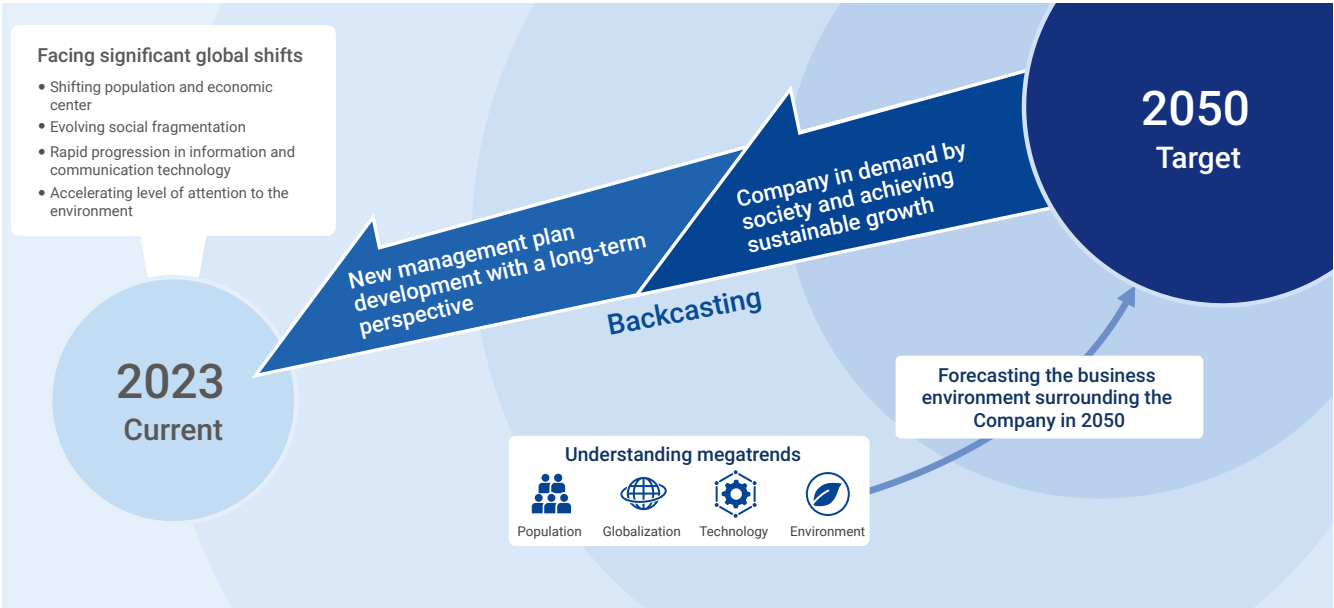 Facing significant global shifts
• Shifting population and economic
center
• Evolving social fragmentation
• Rapid progression in information and
communication technology
• Accelerating level of attention to the
environment
2023
Current
New management plan
development with a long-term
perspective
Company in demand by
society and achieving
sustainable growth
Backcasting
2050
Target
Forecasting the business
environment surrounding the
Company in 2050
Understanding megatrends
Population
Globalization
Technology
Environment